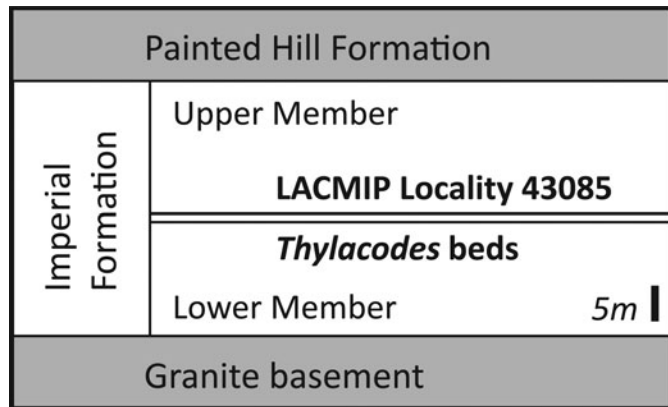 Painted Hill Formation
Imperial
Formation
Upper Member
LACMIP Locality 43085
Thylacodes beds
Lower Member
5m
Granite basement